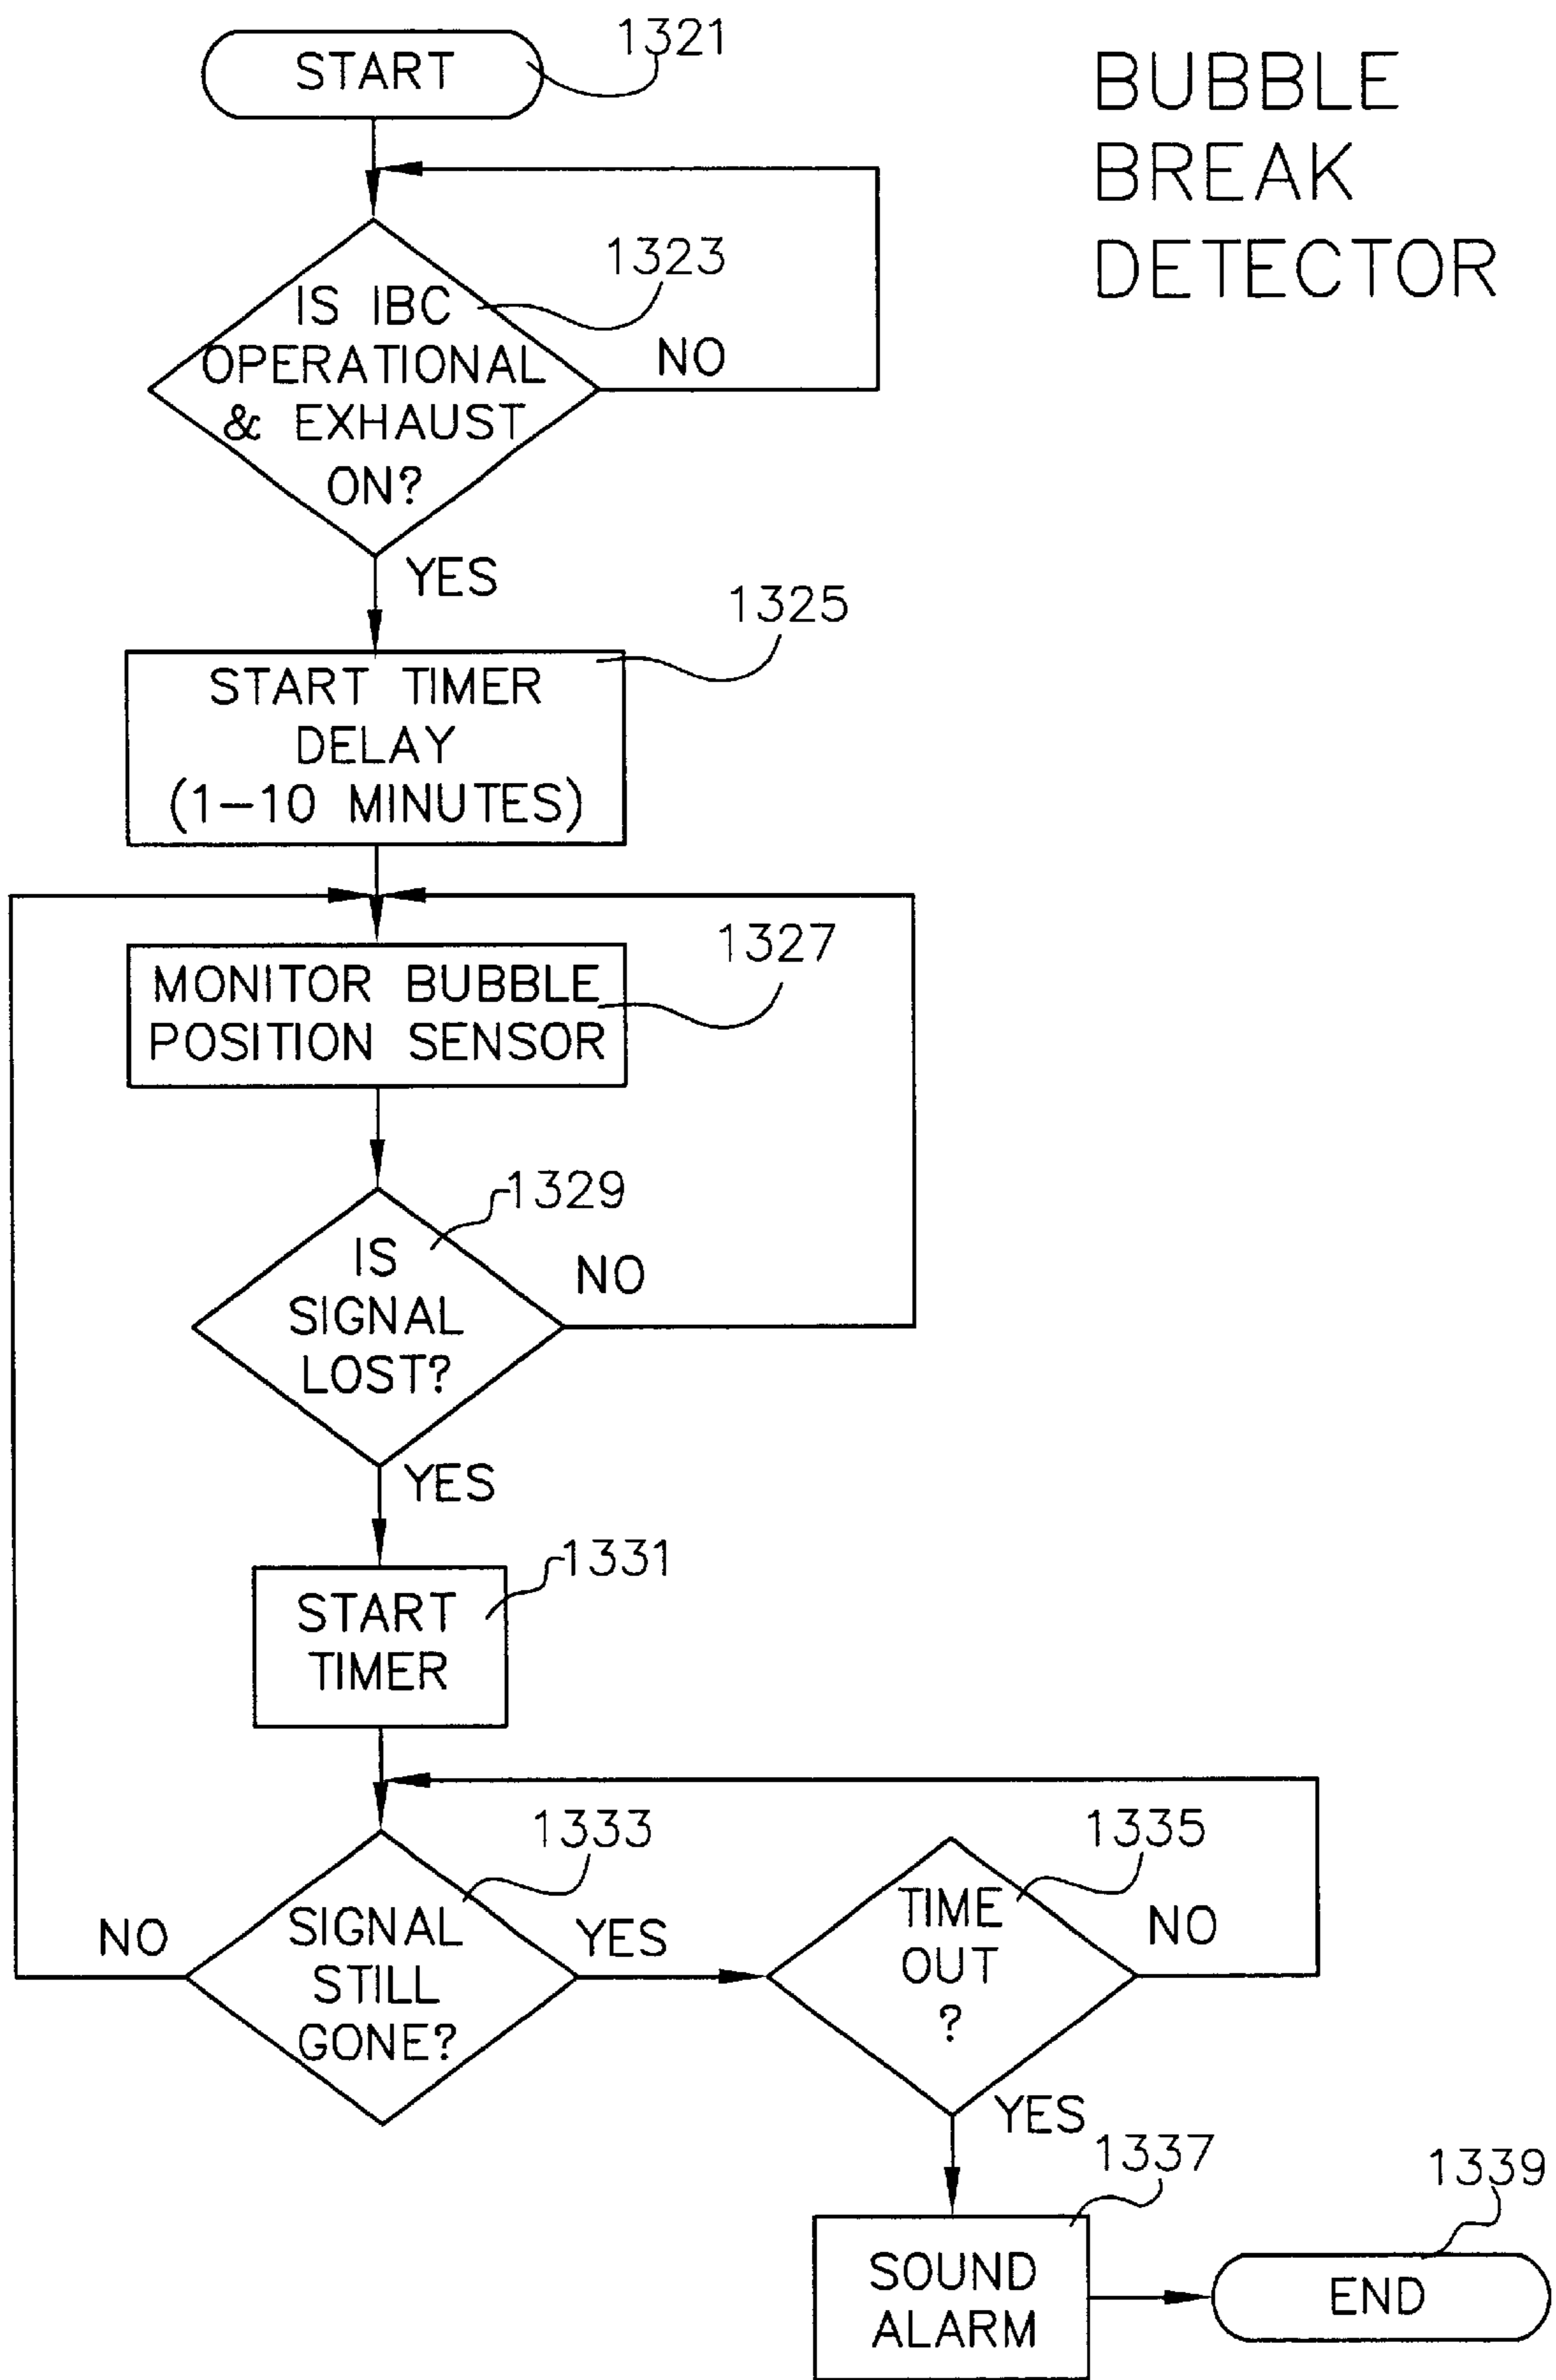 BUBBLE
BREAK
DETECTOR
START
1321
IS IBC
OPERATIONAL
& EXHAUST
ON?
1323
NO
YES
START TIMER
DELAY
(1-10 MINUTES)
1325
MONITOR BUBBLE
POSITION SENSOR
1327
IS
SIGNAL
LOST?
1329
NO
YES
START
TIMER
1331
SIGNAL
STILL
GONE?
1333
NO
YES
TIME
OUT
?
1335
NO
YES
SOUND
ALARM
1337
END
1339